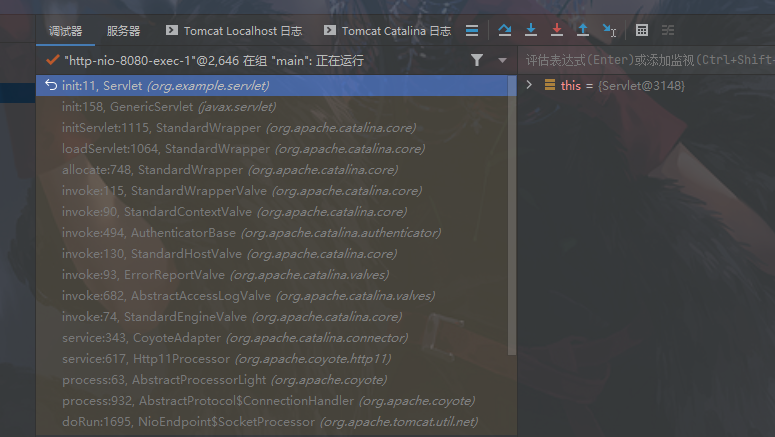 调试器 服务器 Tomcat Localhost 日志 Tomcat Catalina 日志
"http-nio-8080-exec-1"@2,646 在组 "main": 正在运行
评估表达式(Enter)或添加监视(Ctrl+Shift-
init:11, Servlet (org.example.servlet)
this = {Servlet@3148}
init:158, GenericServlet (javax.servlet)
initServlet:1115, StandardWrapper (org.apache.catalina.core)
loadServlet:1064, StandardWrapper (org.apache.catalina.core)
allocate:748, StandardWrapper (org.apache.catalina.core)
invoke:115, StandardWrapperValve (org.apache.catalina.core)
invoke:90, StandardContextValve (org.apache.catalina.core)
invoke:494, AuthenticatorBase (org.apache.catalina.authenticator)
invoke:130, StandardHostValve (org.apache.catalina.core)
invoke:93, ErrorReportValve (org.apache.catalina.valves)
invoke:682, AbstractAccessLogValve (org.apache.catalina.valves)
invoke:74, StandardEngineValve (org.apache.catalina.core)
service:343, CoyoteAdapter (org.apache.catalina.connector)
service:617, Http11Processor (org.apache.coyote.http11)
process:63, AbstractProcessorLight (org.apache.coyote)
process:932, AbstractProtocol$ConnectionHandler (org.apache.coyote)
doRun:1695, NioEndpoint$SocketProcessor (org.apache.tomcat.util.net)